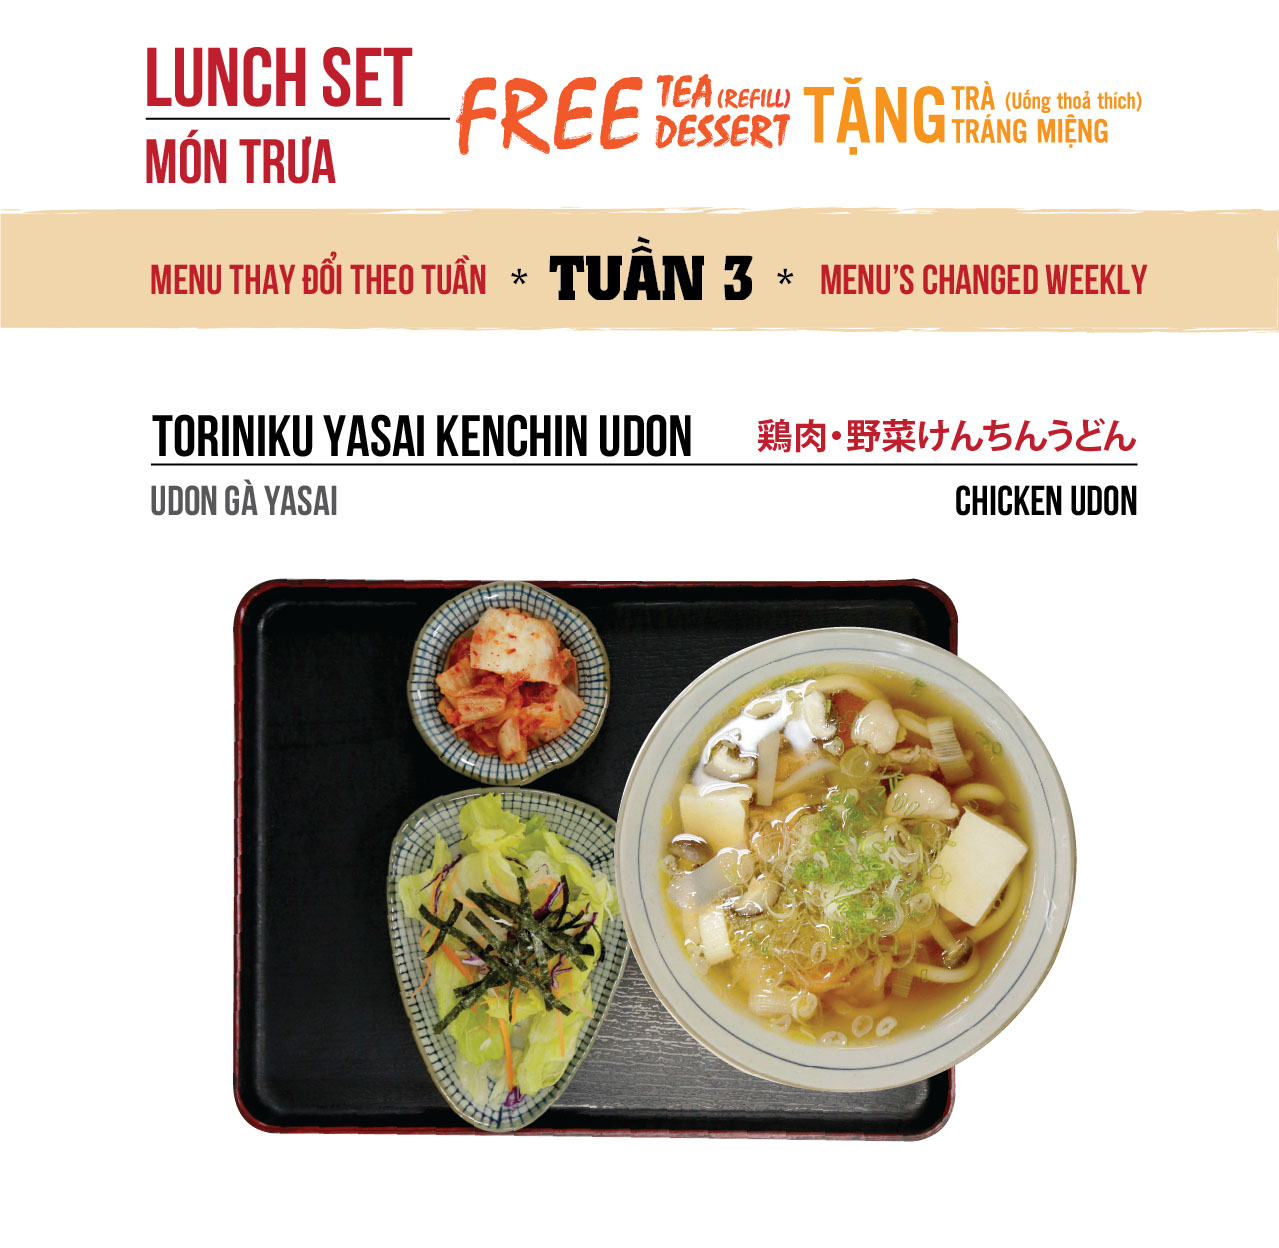 LUNCH SET
MÓN TRƯA
FREE TEA (REFILL) DESSERT
TẶNG TRÀ (Uống thoả thích) TRÁNG MIỆNG
MENU THAY ĐỔI THEO TUẦN * TUẦN 3 * MENU'S CHANGED WEEKLY
TORINIKU YASAI KENCHIN UDON 鶏肉・野菜けんちんうどん
UDON GÀ YASAI CHICKEN UDON